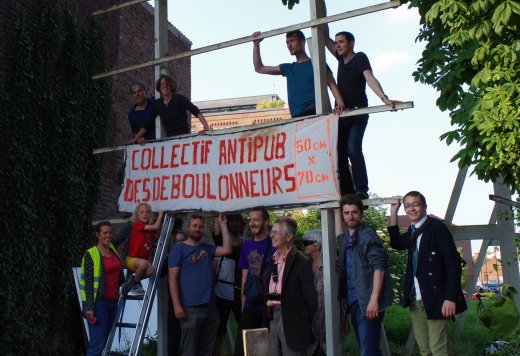 COLLECTIF ANTIPUB
DES DEBOULONNEURS
50 CM
X
70 CM